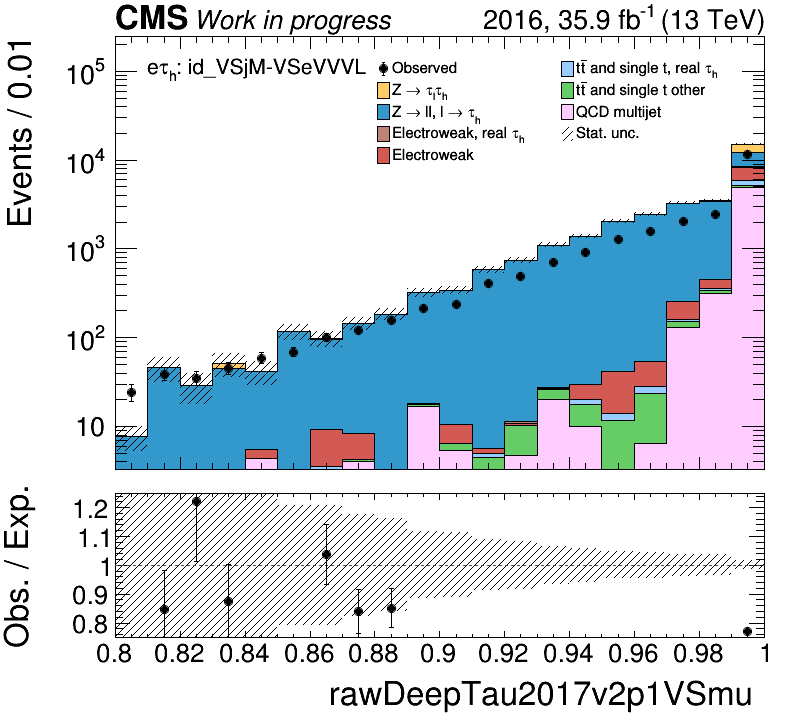 CMS Work in progress
2016, 35.9 fb⁻¹ (13 TeV)
Events / 0.01
10⁵
10⁴
10³
10²
10
eτₕ: id_VSjM-VSeVVVL
Observed
Z → τₗτₕ
Z → ll, l → τₕ
Electroweak, real τₕ
Electroweak
tt̄ and single t, real τₕ
tt̄ and single t other
QCD multijet
Stat. unc.
Obs. / Exp.
1.2
1.1
1
0.9
0.8
0.8 0.82 0.84 0.86 0.88 0.9 0.92 0.94 0.96 0.98 1
rawDeepTau2017v2p1VSmu